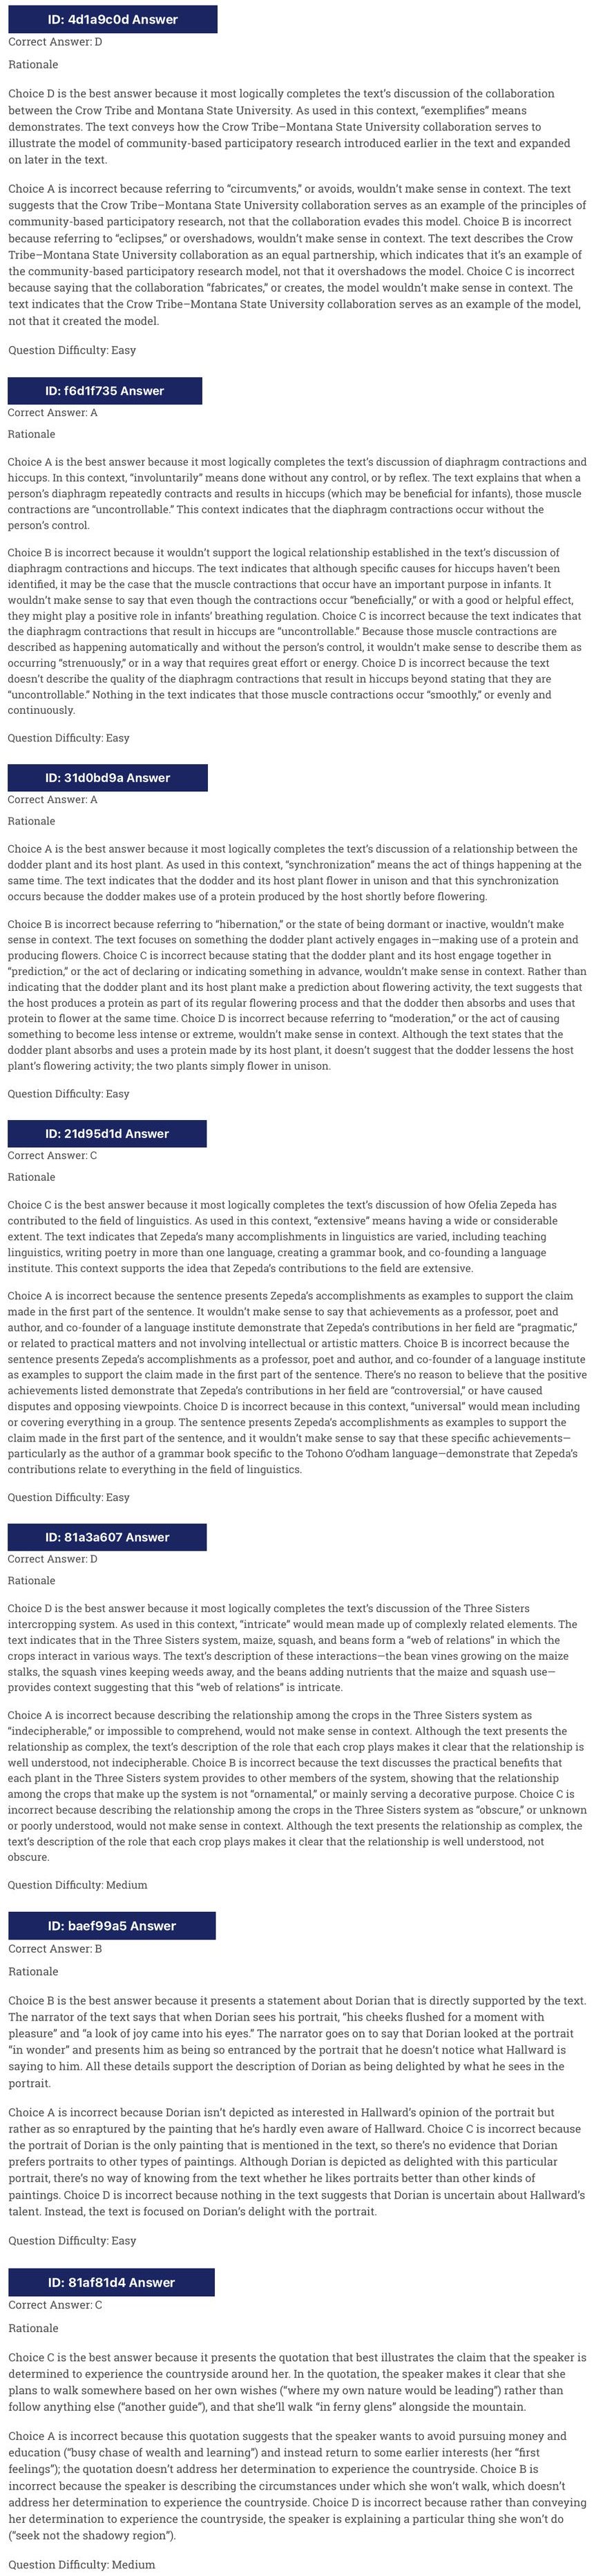 ID: 4d1a9c0d Answer
Correct Answer: D
Rationale
Choice D is the best answer because it most logically completes the text’s discussion of the collaboration
between the Crow Tribe and Montana State University. As used in this context, “exemplifies” means
demonstrates. The text conveys how the Crow Tribe–Montana State University collaboration serves to
illustrate the model of community-based participatory research introduced earlier in the text and expanded
on later in the text.
Choice A is incorrect because referring to “circumvents,” or avoids, wouldn’t make sense in context. The text
suggests that the Crow Tribe–Montana State University collaboration serves as an example of the principles of
community-based participatory research, not that the collaboration evades this model. Choice B is incorrect
because referring to “eclipses,” or overshadows, wouldn’t make sense in context. The text describes the Crow
Tribe–Montana State University collaboration as an equal partnership, which indicates that it’s an example of
the community-based participatory research model, not that it overshadows the model. Choice C is incorrect
because saying that the collaboration “fabricates,” or creates, the model wouldn’t make sense in context. The
text indicates that the Crow Tribe–Montana State University collaboration serves as an example of the model,
not that it created the model.
Question Difficulty: Easy
ID: f6d1f735 Answer
Correct Answer: A
Rationale
Choice A is the best answer because it most logically completes the text’s discussion of diaphragm contractions and
hiccups. In this context, “involuntarily” means done without any control, or by reflex. The text explains that when a
person’s diaphragm repeatedly contracts and results in hiccups (which may be beneficial for infants), those muscle
contractions are “uncontrollable.” This context indicates that the diaphragm contractions occur without the
person’s control.
Choice B is incorrect because it wouldn’t support the logical relationship established in the text’s discussion of
diaphragm contractions and hiccups. The text indicates that although specific causes for hiccups haven’t been
identified, it may be the case that the muscle contractions that occur have an important purpose in infants. It
wouldn’t make sense to say that even though the contractions occur “beneficially,” or with a good or helpful effect,
they might play a positive role in infants’ breathing regulation. Choice C is incorrect because the text indicates that
the diaphragm contractions that result in hiccups are “uncontrollable.” Because those muscle contractions are
described as happening automatically and without the person’s control, it wouldn’t make sense to describe them as
occurring “strenuously,” or in a way that requires great effort or energy. Choice D is incorrect because the text
doesn’t describe the quality of the diaphragm contractions that result in hiccups beyond stating that they are
“uncontrollable.” Nothing in the text indicates that those muscle contractions occur “smoothly,” or evenly and
continuously.
Question Difficulty: Easy
ID: 31d0bd9a Answer
Correct Answer: A
Rationale
Choice A is the best answer because it most logically completes the text’s discussion of a relationship between the
dodder plant and its host plant. As used in this context, “synchronization” means the act of things happening at the
same time. The text indicates that the dodder and its host plant flower in unison and that this synchronization
occurs because the dodder makes use of a protein produced by the host shortly before flowering.
Choice B is incorrect because referring to “hibernation,” or the state of being dormant or inactive, wouldn’t make
sense in context. The text focuses on something the dodder plant actively engages in—making use of a protein and
producing flowers. Choice C is incorrect because stating that the dodder plant and its host engage together in
“prediction,” or the act of declaring or indicating something in advance, wouldn’t make sense in context. Rather than
indicating that the dodder plant and its host plant make a prediction about flowering activity, the text suggests that
the host produces a protein as part of its regular flowering process and that the dodder then absorbs and uses that
protein to flower at the same time. Choice D is incorrect because referring to “moderation,” or the act of causing
something to become less intense or extreme, wouldn’t make sense in context. Although the text states that the
dodder plant absorbs and uses a protein made by its host plant, it doesn’t suggest that the dodder lessens the host
plant’s flowering activity; the two plants simply flower in unison.
Question Difficulty: Easy
ID: 21d95d1d Answer
Correct Answer: C
Rationale
Choice C is the best answer because it most logically completes the text’s discussion of how Ofelia Zepeda has
contributed to the field of linguistics. As used in this context, “extensive” means having a wide or considerable
extent. The text indicates that Zepeda’s many accomplishments in linguistics are varied, including teaching
linguistics, writing poetry in more than one language, creating a grammar book, and co-founding a language
institute. This context supports the idea that Zepeda’s contributions to the field are extensive.
Choice A is incorrect because the sentence presents Zepeda’s accomplishments as examples to support the claim
made in the first part of the sentence. It wouldn’t make sense to say that achievements as a professor, poet and
author, and co-founder of a language institute demonstrate that Zepeda’s contributions in her field are “pragmatic,”
or related to practical matters and not involving intellectual or artistic matters. Choice B is incorrect because the
sentence presents Zepeda’s accomplishments as a professor, poet and author, and co-founder of a language institute
as examples to support the claim made in the first part of the sentence. There’s no reason to believe that the positive
achievements listed demonstrate that Zepeda’s contributions in her field are “controversial,” or have caused
disputes and opposing viewpoints. Choice D is incorrect because in this context, “universal” would mean including
or covering everything in a group. The sentence presents Zepeda’s accomplishments as examples to support the
claim made in the first part of the sentence, and it wouldn’t make sense to say that these specific achievements—
particularly as the author of a grammar book specific to the Tohono O’odham language—demonstrate that Zepeda’s
contributions relate to everything in the field of linguistics.
Question Difficulty: Easy
ID: 81a3a607 Answer
Correct Answer: D
Rationale
Choice D is the best answer because it most logically completes the text’s discussion of the Three Sisters
intercropping system. As used in this context, “intricate” would mean made up of complexly related elements. The
text indicates that in the Three Sisters system, maize, squash, and beans form a “web of relations” in which the
crops interact in various ways. The text’s description of these interactions—the bean vines growing on the maize
stalks, the squash vines keeping weeds away, and the beans adding nutrients that the maize and squash use—
provides context suggesting that this “web of relations” is intricate.
Choice A is incorrect because describing the relationship among the crops in the Three Sisters system as
“indecipherable,” or impossible to comprehend, would not make sense in context. Although the text presents the
relationship as complex, the text’s description of the role that each crop plays makes it clear that the relationship is
well understood, not indecipherable. Choice B is incorrect because the text discusses the practical benefits that
each plant in the Three Sisters system provides to other members of the system, showing that the relationship
among the crops that make up the system is not “ornamental,” or mainly serving a decorative purpose. Choice C is
incorrect because describing the relationship among the crops in the Three Sisters system as “obscure,” or unknown
or poorly understood, would not make sense in context. Although the text presents the relationship as complex, the
text’s description of the role that each crop plays makes it clear that the relationship is well understood, not
obscure.
Question Difficulty: Medium
ID: baef99a5 Answer
Correct Answer: B
Rationale
Choice B is the best answer because it presents a statement about Dorian that is directly supported by the text.
The narrator of the text says that when Dorian sees his portrait, “his cheeks flushed for a moment with
pleasure” and “a look of joy came into his eyes.” The narrator goes on to say that Dorian looked at the portrait
“in wonder” and presents him as being so entranced by the portrait that he doesn’t notice what Hallward is
saying to him. All these details support the description of Dorian as being delighted by what he sees in the
portrait.
Choice A is incorrect because Dorian isn’t depicted as interested in Hallward’s opinion of the portrait but
rather as so enraptured by the painting that he’s hardly even aware of Hallward. Choice C is incorrect because
the portrait of Dorian is the only painting that is mentioned in the text, so there’s no evidence that Dorian
prefers portraits to other types of paintings. Although Dorian is depicted as delighted with this particular
portrait, there’s no way of knowing from the text whether he likes portraits better than other kinds of
paintings. Choice D is incorrect because nothing in the text suggests that Dorian is uncertain about Hallward’s
talent. Instead, the text is focused on Dorian’s delight with the portrait.
Question Difficulty: Easy
ID: 81af81d4 Answer
Correct Answer: C
Rationale
Choice C is the best answer because it presents the quotation that best illustrates the claim that the speaker is
determined to experience the countryside around her. In the quotation, the speaker makes it clear that she
plans to walk somewhere based on her own wishes (“where my own nature would be leading”) rather than
follow anything else (“another guide”), and that she’ll walk “in ferny glens” alongside the mountain.
Choice A is incorrect because this quotation suggests that the speaker wants to avoid pursuing money and
education (“busy chase of wealth and learning”) and instead return to some earlier interests (her “first
feelings”); the quotation doesn’t address her determination to experience the countryside. Choice B is
incorrect because the speaker is describing the circumstances under which she won’t walk, which doesn’t
address her determination to experience the countryside. Choice D is incorrect because rather than conveying
her determination to experience the countryside, the speaker is explaining a particular thing she won’t do
(“seek not the shadowy region”).
Question Difficulty: Medium